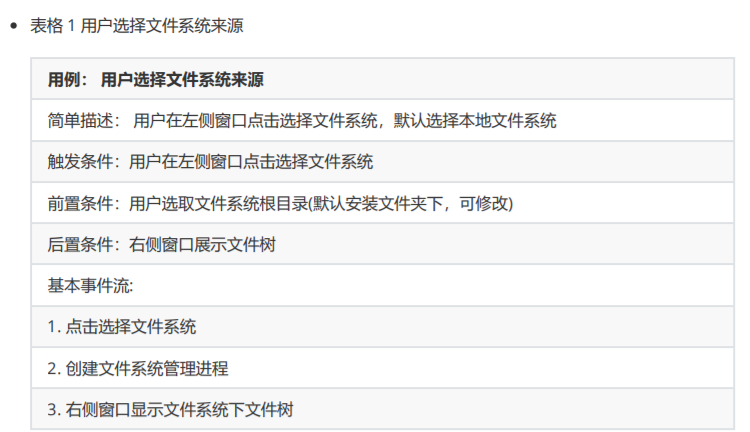 表格 1 用户选择文件系统来源
用例： 用户选择文件系统来源
简单描述： 用户在左侧窗口点击选择文件系统，默认选择本地文件系统
触发条件：用户在左侧窗口点击选择文件系统
前置条件：用户选取文件系统根目录(默认安装文件夹下，可修改)
后置条件：右侧窗口展示文件树
基本事件流:
1. 点击选择文件系统
2. 创建文件系统管理进程
3. 右侧窗口显示文件系统下文件树